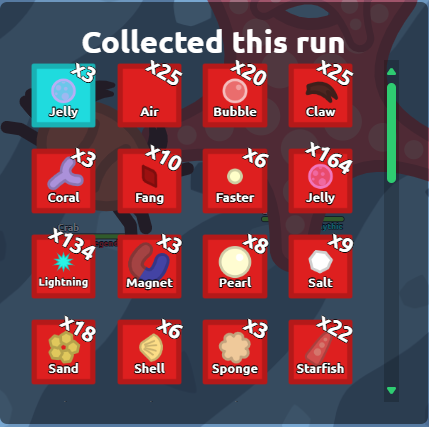 Collected this run
x3 x25 x20 x25
Jelly Air Bubble Claw
x3 x10 x6 x164
Coral Fang Faster Jelly
x134 x3 x8 x9
Lightning Magnet Pearl Salt
x18 x6 x3 x22
Sand Shell Sponge Starfish